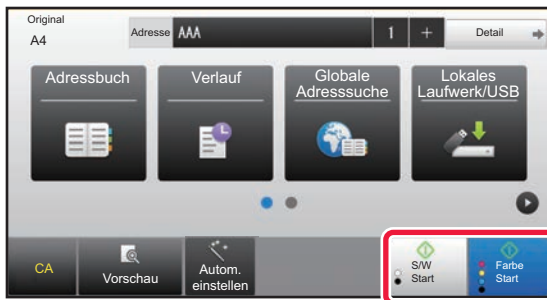 Original
A4
Adresse AAA 1 + Detail
Adressbuch
Verlauf
Globale
Adresssuche
Lokales
Laufwerk/USB
CA
Vorschau
Autom.
einstellen
S/W
Start
Farbe
Start